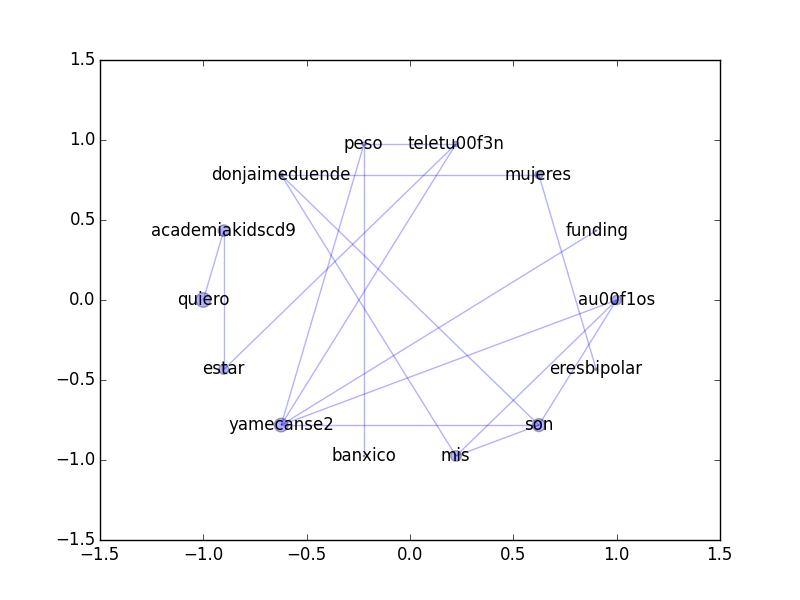 1.5
1.0
0.5
0.0
−0.5
−1.0
−1.5
peso teletu00f3n
donjaimeduende mujeres
academiakidscd9 funding
quiero au00f1os
estar eresbipolar
yamecanse2 son
banxico mis
−1.5 −1.0 −0.5 0.0 0.5 1.0 1.5